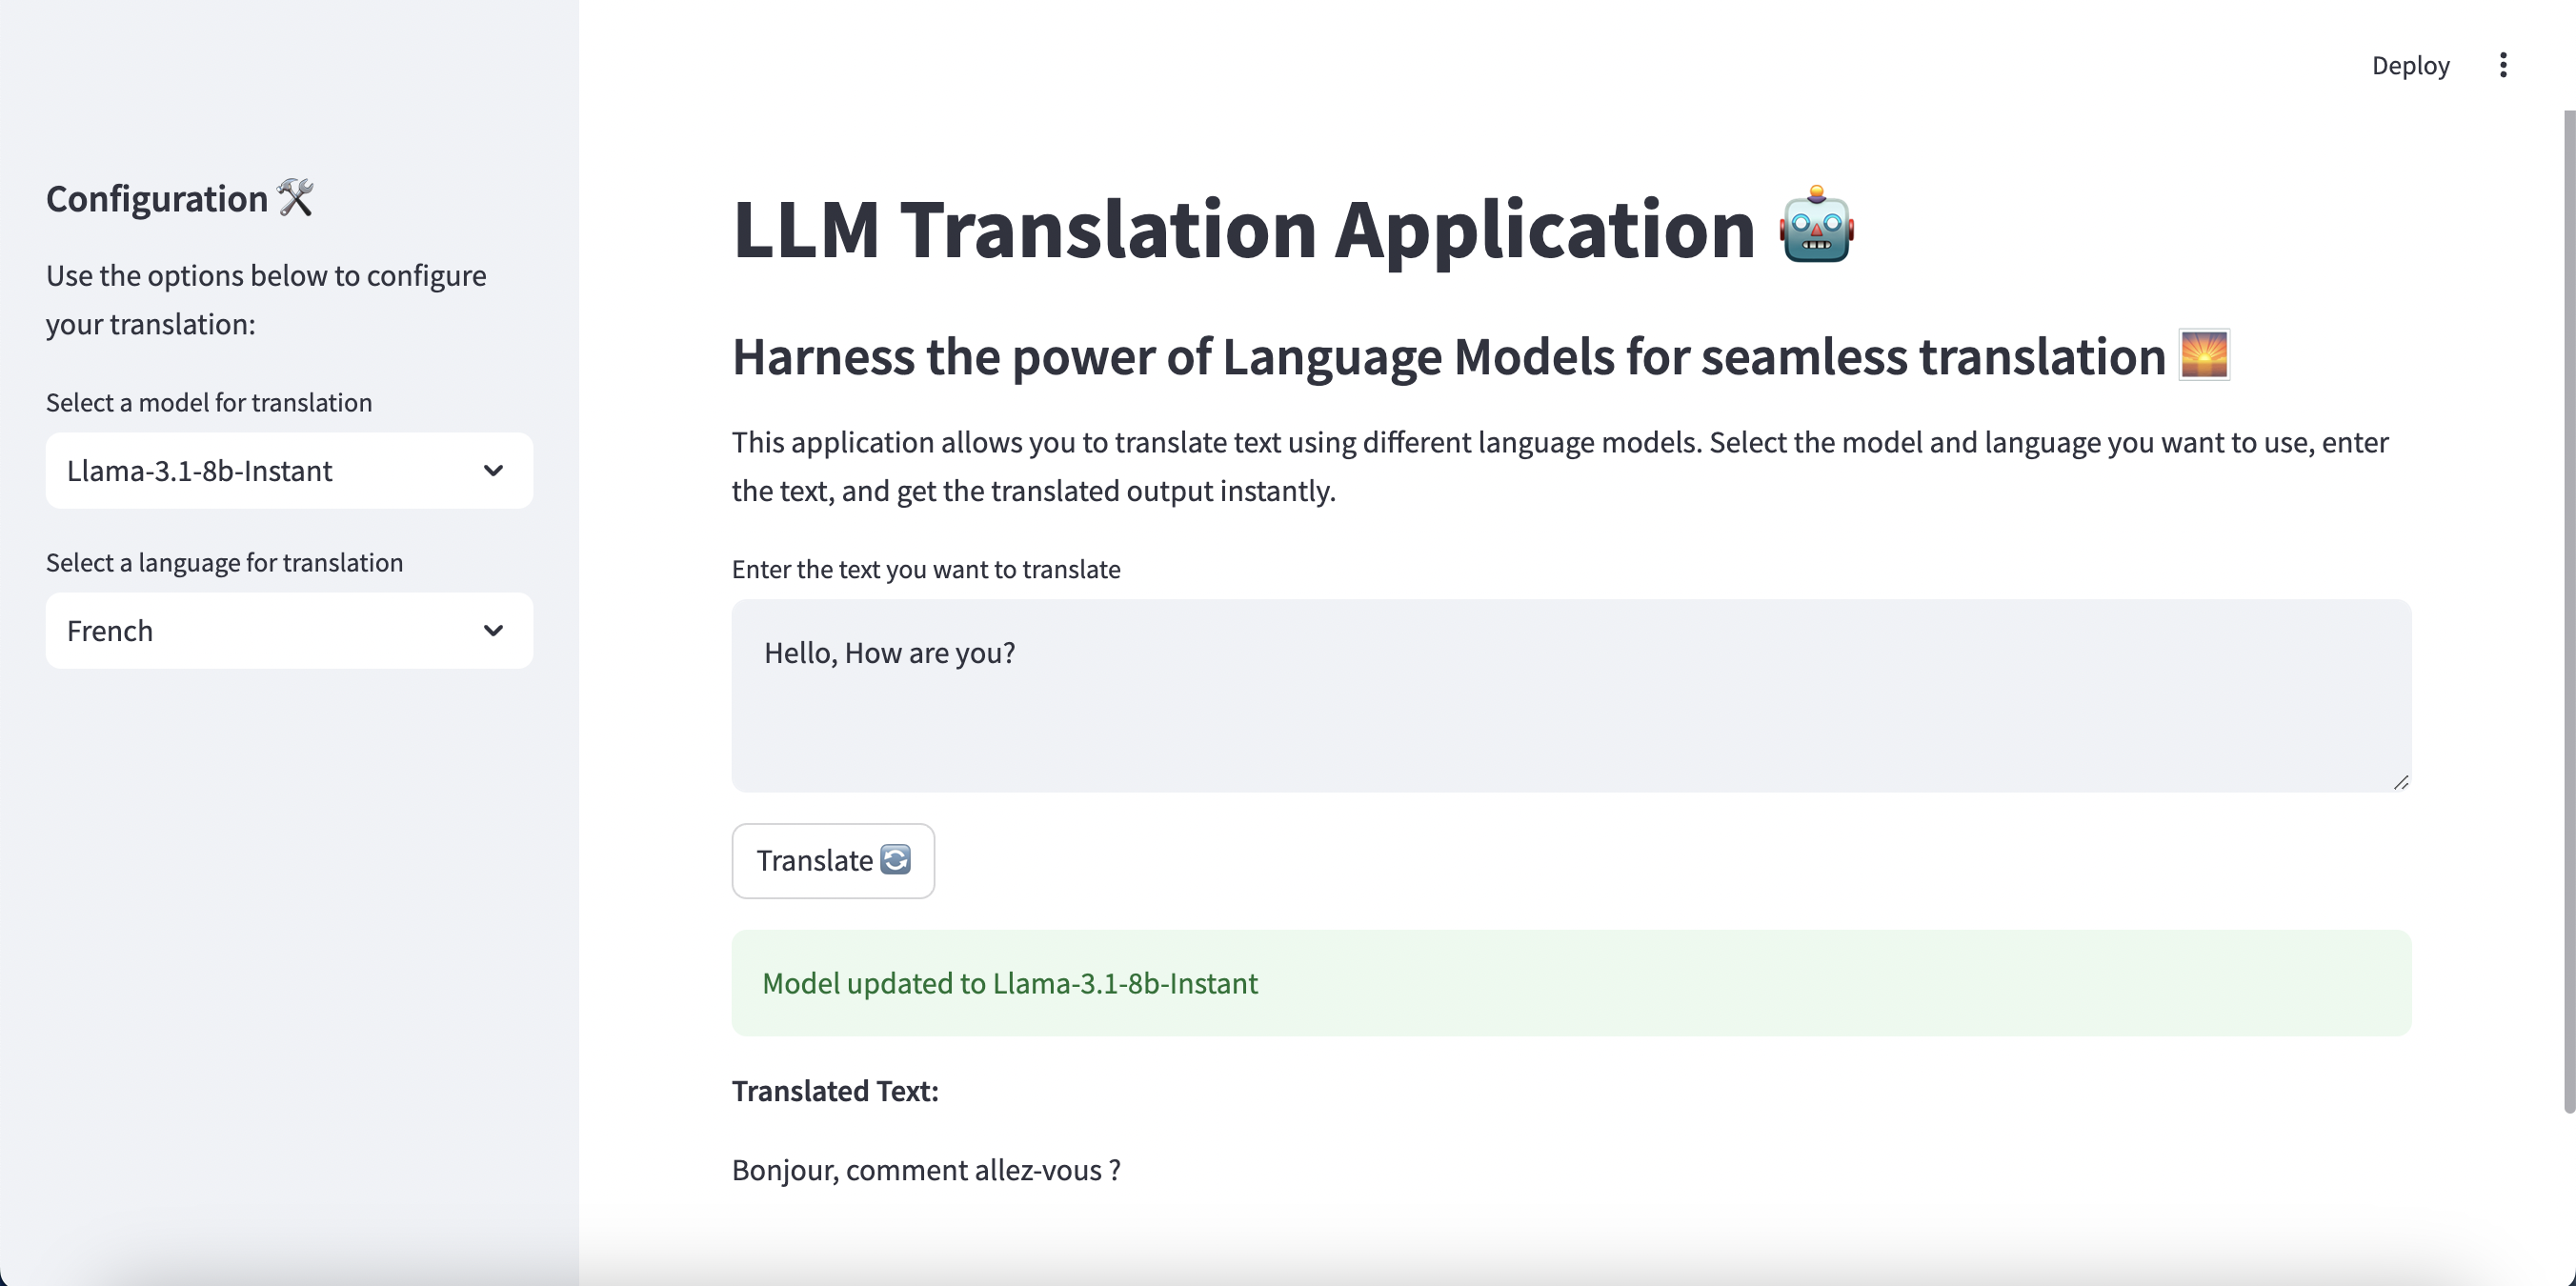 Deploy
Configuration 🛠️
Use the options below to configure
your translation:
Select a model for translation
Llama-3.1-8b-Instant
Select a language for translation
French
LLM Translation Application 🤖
Harness the power of Language Models for seamless translation 🌅
This application allows you to translate text using different language models. Select the model and language you want to use, enter
the text, and get the translated output instantly.
Enter the text you want to translate
Hello, How are you?
Translate 🔄
Model updated to Llama-3.1-8b-Instant
Translated Text:
Bonjour, comment allez-vous ?